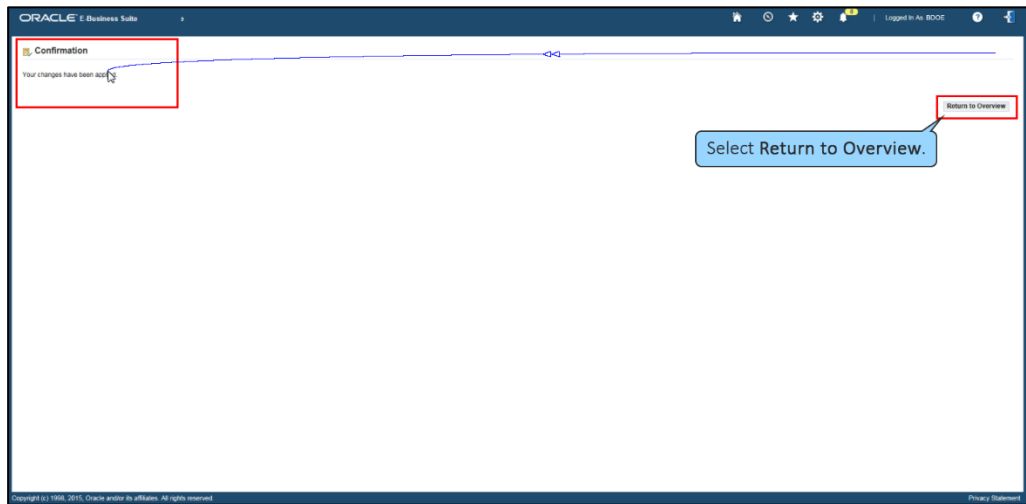 ORACLE E-Business Suite
Logged In As BDOE
Confirmation
Your changes have been
Return to Overview
Select Return to Overview.
Copyright (c) 1998, 2015, Oracle and/or its affiliates. All rights reserved.
Privacy Statement